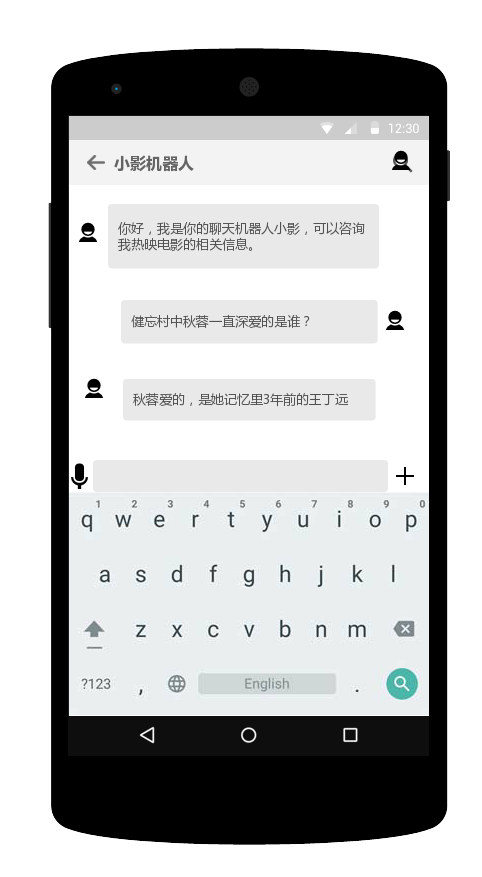 12:30
小影机器人
你好，我是你的聊天机器人小影，可以咨询
我热映电影的相关信息。
健忘村中秋蓉一直深爱的是谁？
秋蓉爱的，是她记忆里3年前的王丁远
1 2 3 4 5 6 7 8 9 0
q w e r t y u i o p
a s d f g h j k l
z x c v b n m
?123 , English .